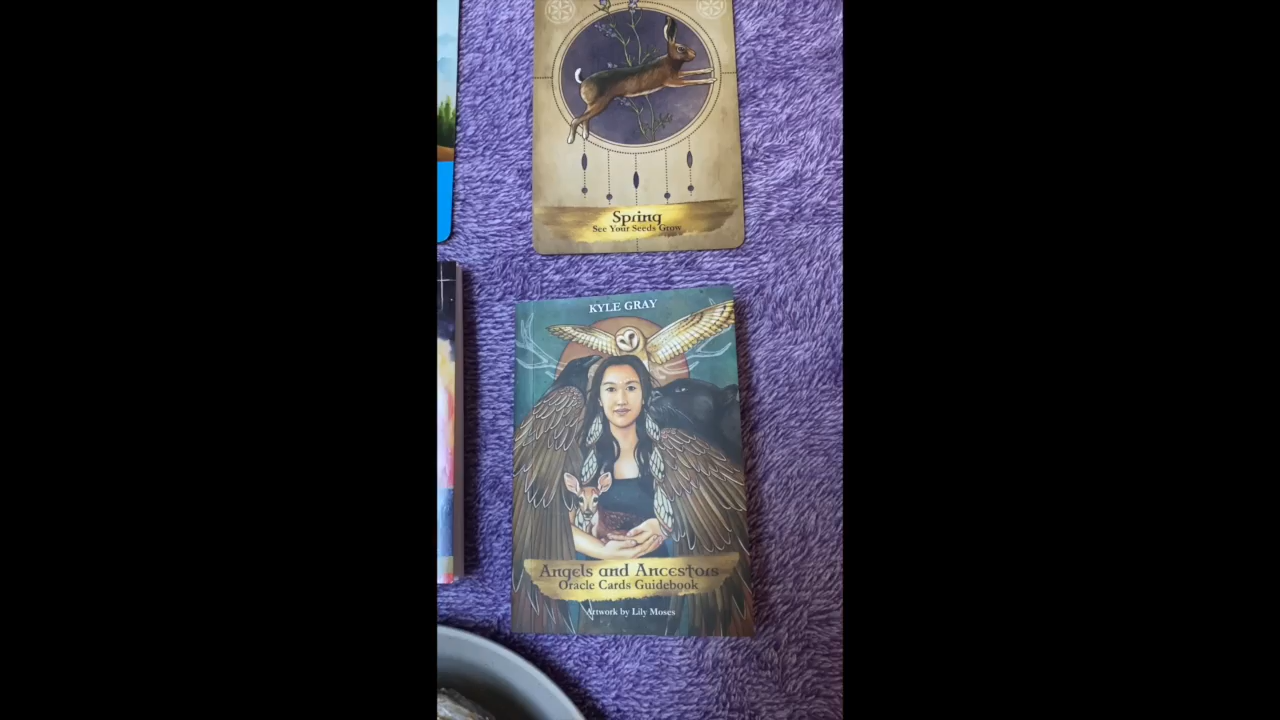 Spring
See Your Seeds Grow
KYLE GRAY
Angels and Ancestors
Oracle Cards Guidebook
Artwork by Lily Moses